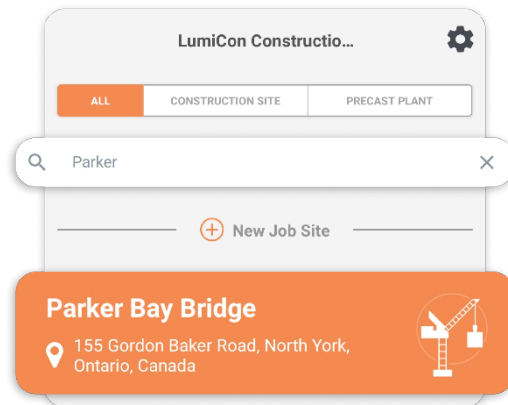 LumiCon Constructio...
ALL CONSTRUCTION SITE PRECAST PLANT
Parker
New Job Site
Parker Bay Bridge
155 Gordon Baker Road, North York,
Ontario, Canada